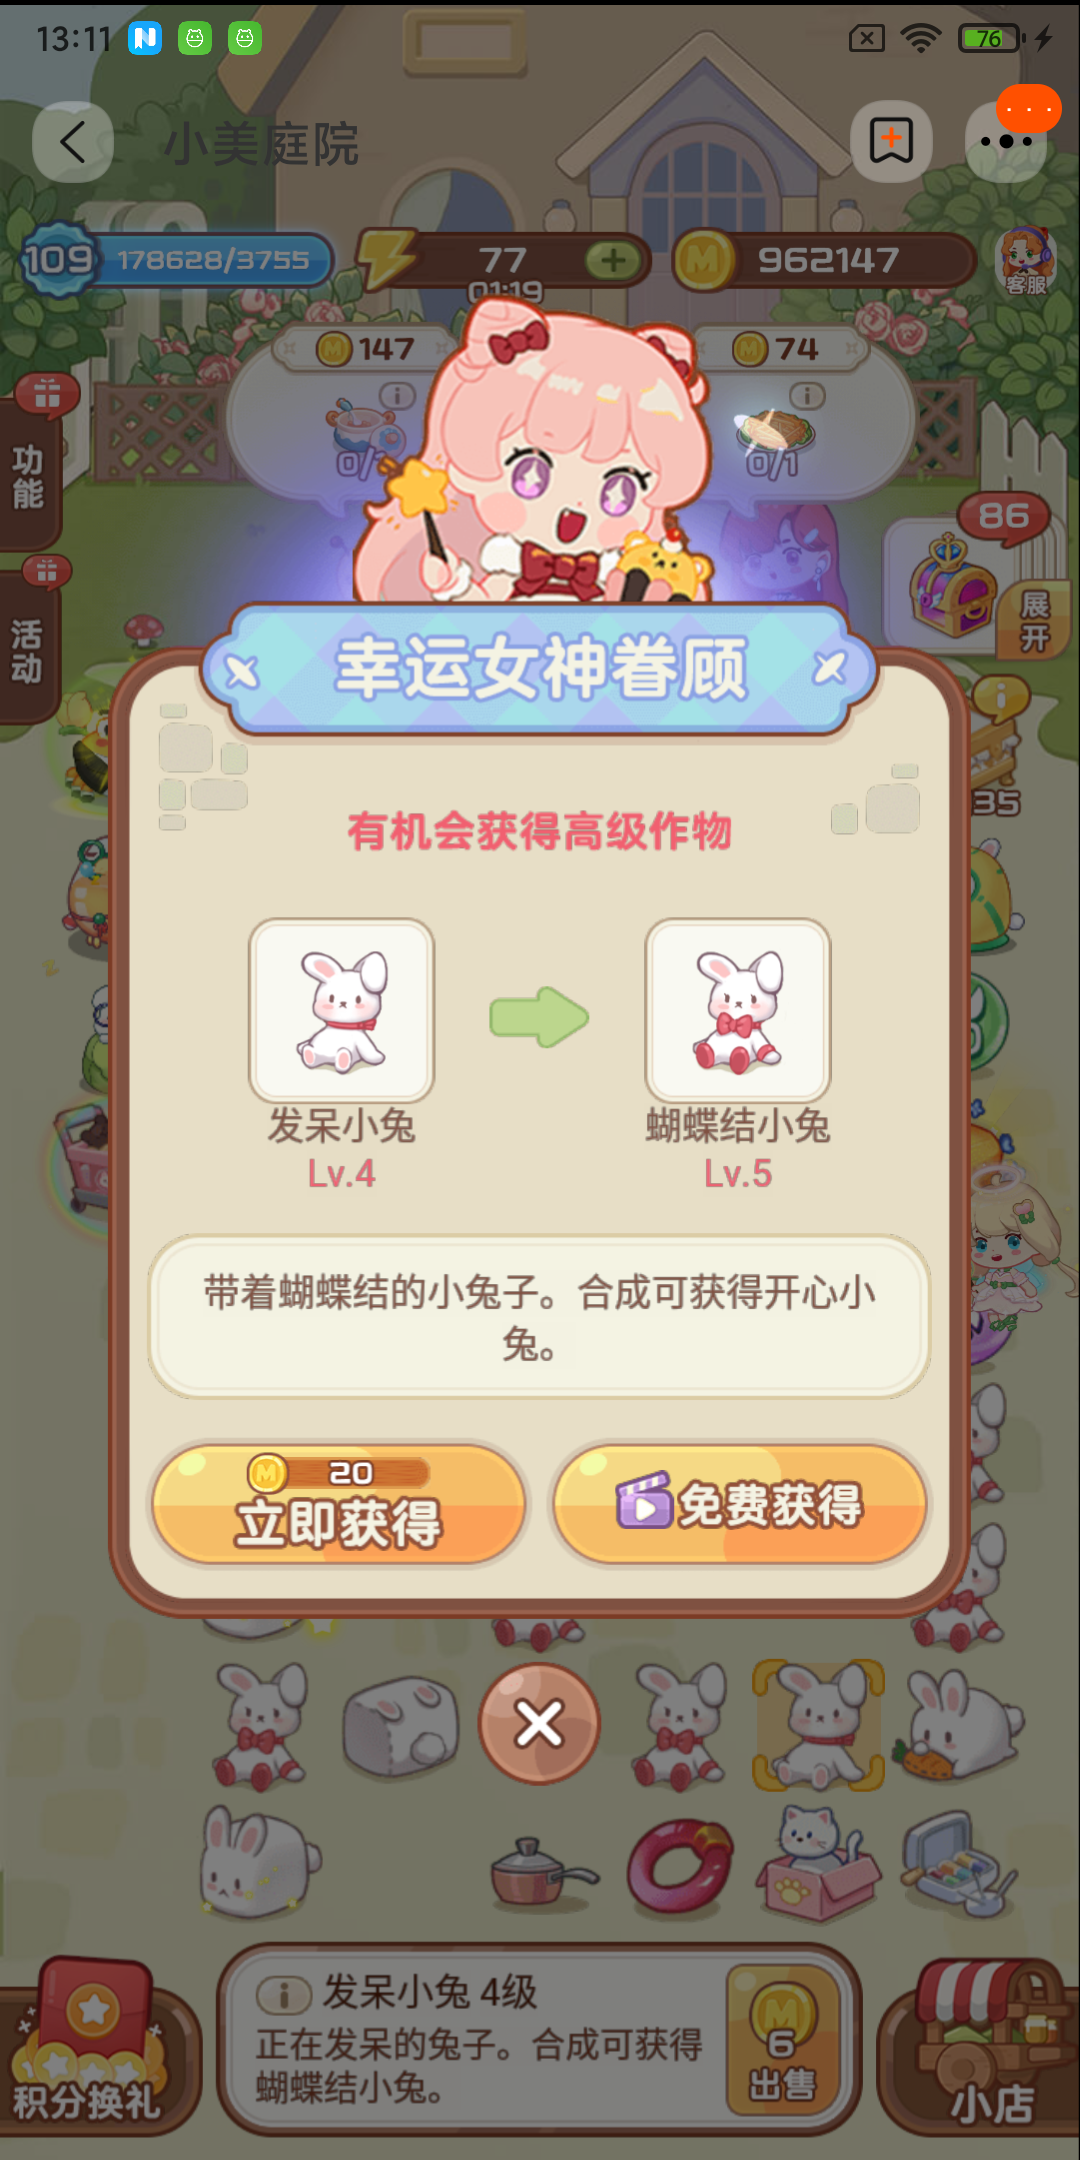 13:11
76
小美庭院
109
178628/3755
77
01:19
962147
客服
147
74
0/1
功能
86
展开
活动
幸运女神眷顾
35
有机会获得高级作物
发呆小兔
Lv.4
蝴蝶结小兔
Lv.5
带着蝴蝶结的小兔子。合成可获得开心小
兔。
20
立即获得
免费获得
发呆小兔 4级
正在发呆的兔子。合成可获得
蝴蝶结小兔。
6
出售
积分换礼
小店